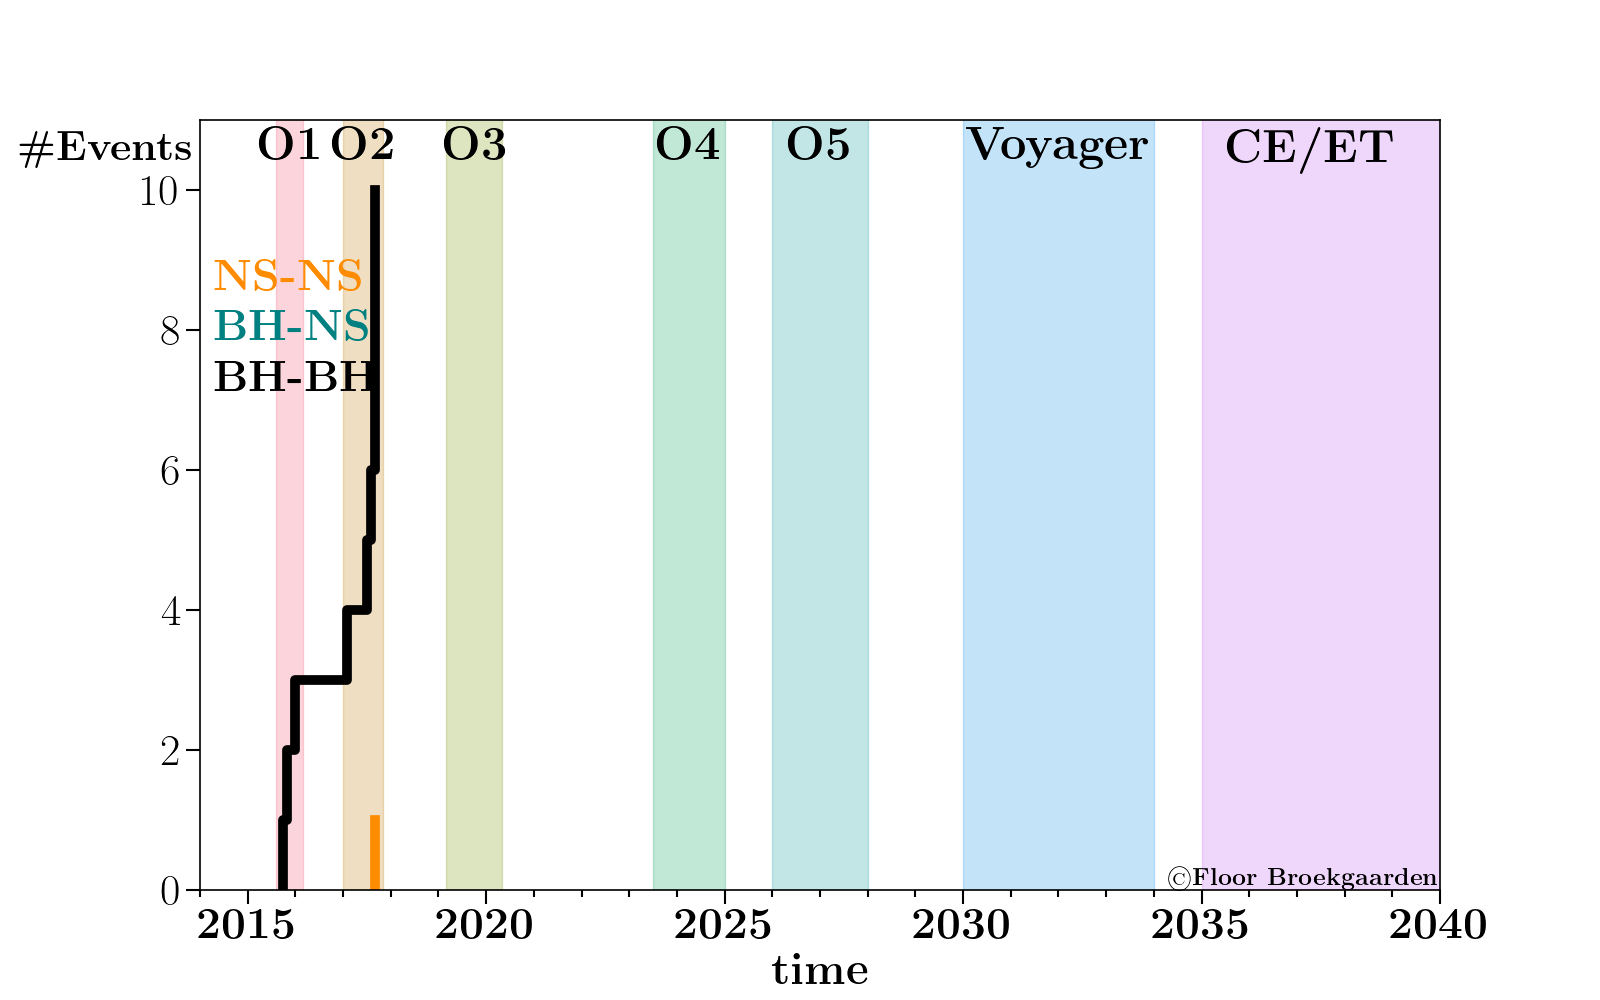 #Events O1 O2 O3 O4 O5 Voyager CE/ET
10
NS-NS
8 BH-NS
BH-BH
6
4
2
©Floor Broekgaarden
0
2015 2020 2025 2030 2035 2040
time